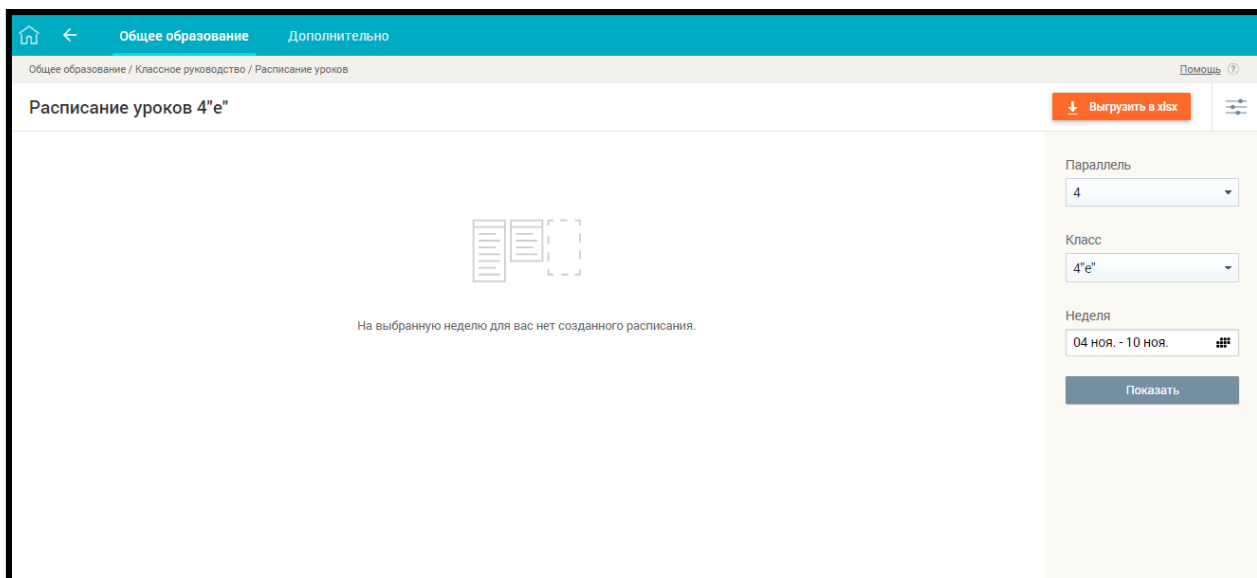 Общее образование Дополнительно
Общее образование / Классное руководство / Расписание уроков Помощь ?
Расписание уроков 4"е" Выгрузить в xlsx
Параллель
4
Класс
4"е"
На выбранную неделю для вас нет созданного расписания.
Неделя
04 ноя. - 10 ноя.
Показать